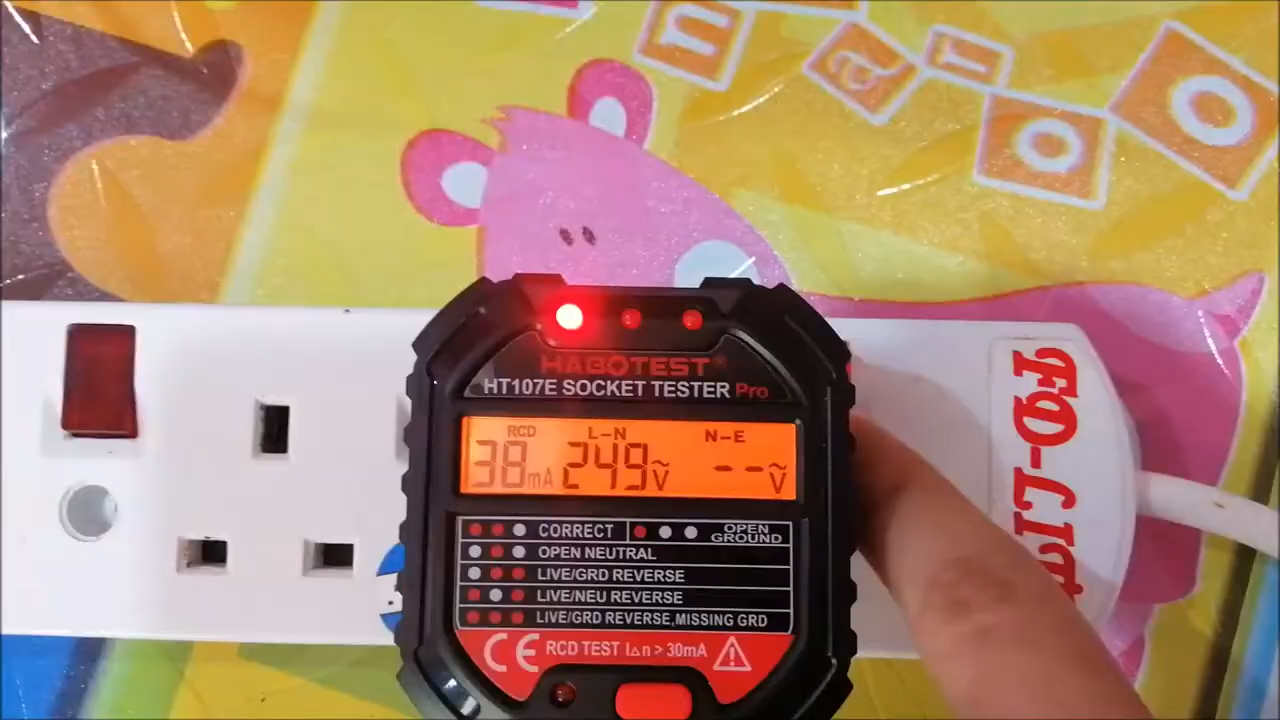 n a r o O
HABOTEST®
HT107E SOCKET TESTER Pro
RCD L-N N-E
38mA 249V --V
CORRECT OPEN GROUND
OPEN NEUTRAL
LIVE/GRD REVERSE
LIVE/NEU REVERSE
LIVE/GRD REVERSE,MISSING GRD
CE RCD TEST I△n > 30mA